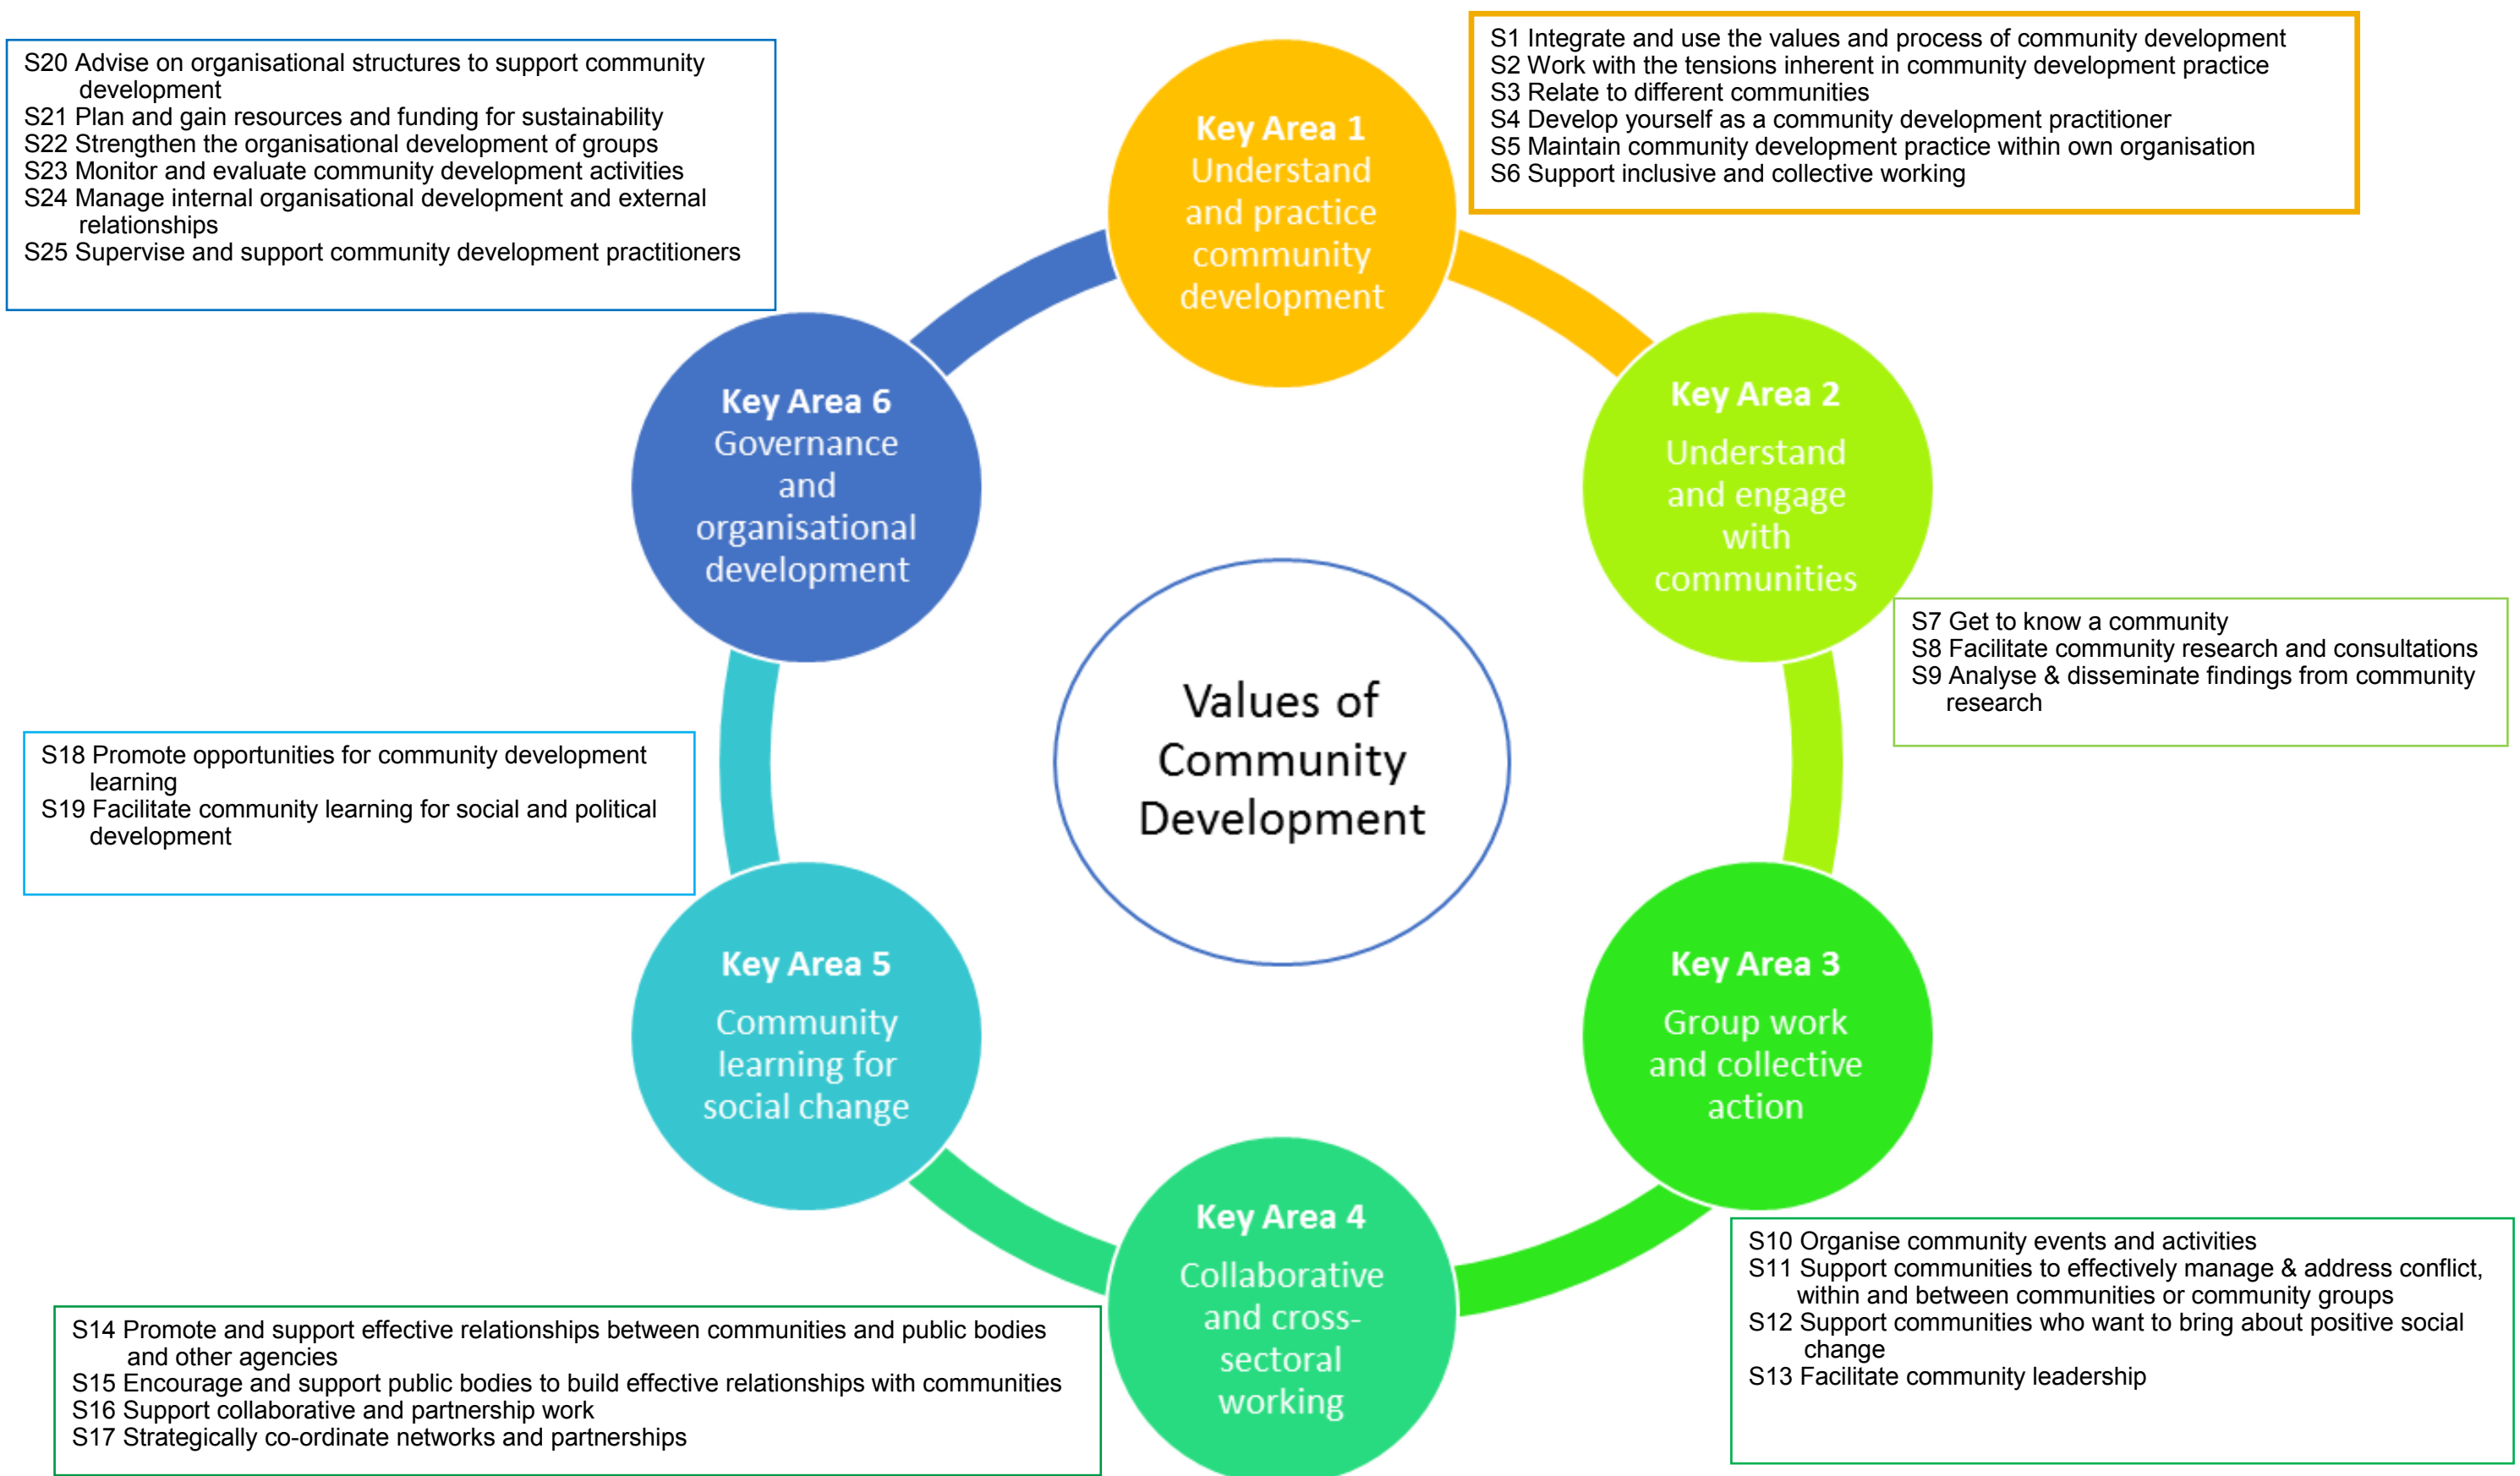 S20 Advise on organisational structures to support community
development
S21 Plan and gain resources and funding for sustainability
S22 Strengthen the organisational development of groups
S23 Monitor and evaluate community development activities
S24 Manage internal organisational development and external
relationships
S25 Supervise and support community development practitioners
Key Area 1
Understand
and practice
community
development
S1 Integrate and use the values and process of community development
S2 Work with the tensions inherent in community development practice
S3 Relate to different communities
S4 Develop yourself as a community development practitioner
S5 Maintain community development practice within own organisation
S6 Support inclusive and collective working
Key Area 6
Governance
and
organisational
development
Key Area 2
Understand
and engage
with
communities
S7 Get to know a community
S8 Facilitate community research and consultations
S9 Analyse & disseminate findings from community
research
Values of
Community
Development
S18 Promote opportunities for community development
learning
S19 Facilitate community learning for social and political
development
Key Area 5
Community
learning for
social change
Key Area 3
Group work
and collective
action
Key Area 4
Collaborative
and cross-
sectoral
working
S10 Organise community events and activities
S11 Support communities to effectively manage & address conflict,
within and between communities or community groups
S12 Support communities who want to bring about positive social
change
S13 Facilitate community leadership
S14 Promote and support effective relationships between communities and public bodies
and other agencies
S15 Encourage and support public bodies to build effective relationships with communities
S16 Support collaborative and partnership work
S17 Strategically co-ordinate networks and partnerships